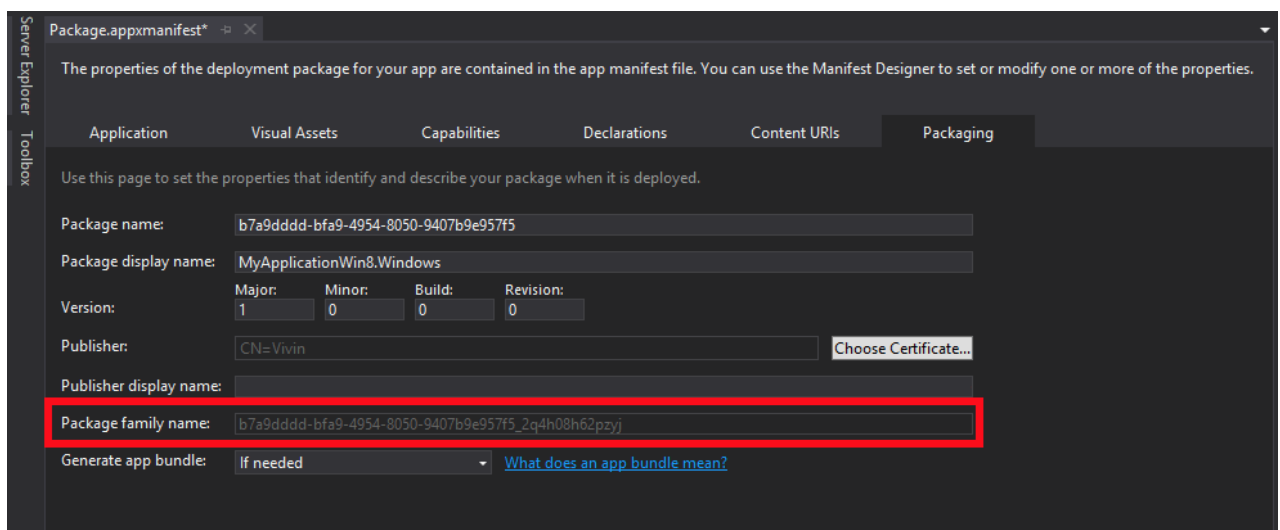 Server Explorer
Toolbox
Package.appxmanifest*
The properties of the deployment package for your app are contained in the app manifest file. You can use the Manifest Designer to set or modify one or more of the properties.
Application Visual Assets Capabilities Declarations Content URIs Packaging
Use this page to set the properties that identify and describe your package when it is deployed.
Package name: b7a9dddd-bfa9-4954-8050-9407b9e957f5
Package display name: MyApplicationWin8.Windows
Major: Minor: Build: Revision:
Version: 1 0 0 0
Publisher: CN=Vivin Choose Certificate...
Publisher display name:
Package family name: b7a9dddd-bfa9-4954-8050-9407b9e957f5_2q4h08h62pzyj
Generate app bundle: If needed What does an app bundle mean?